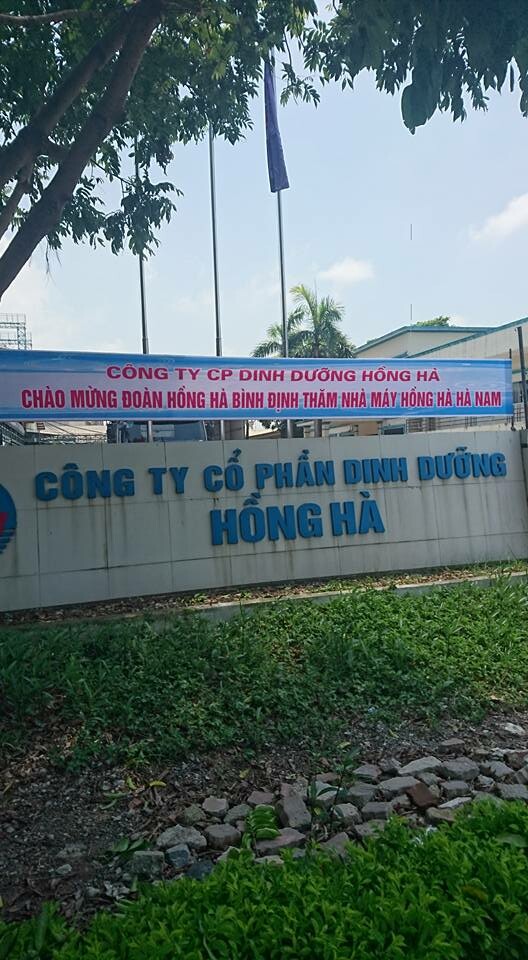 CÔNG TY CP DINH DƯỠNG HỒNG HÀ
CHÀO MỪNG ĐOÀN HỒNG HÀ BÌNH ĐỊNH THĂM NHÀ MÁY HỒNG HÀ HÀ NAM
CÔNG TY CỔ PHẦN DINH DƯỠNG
HỒNG HÀ